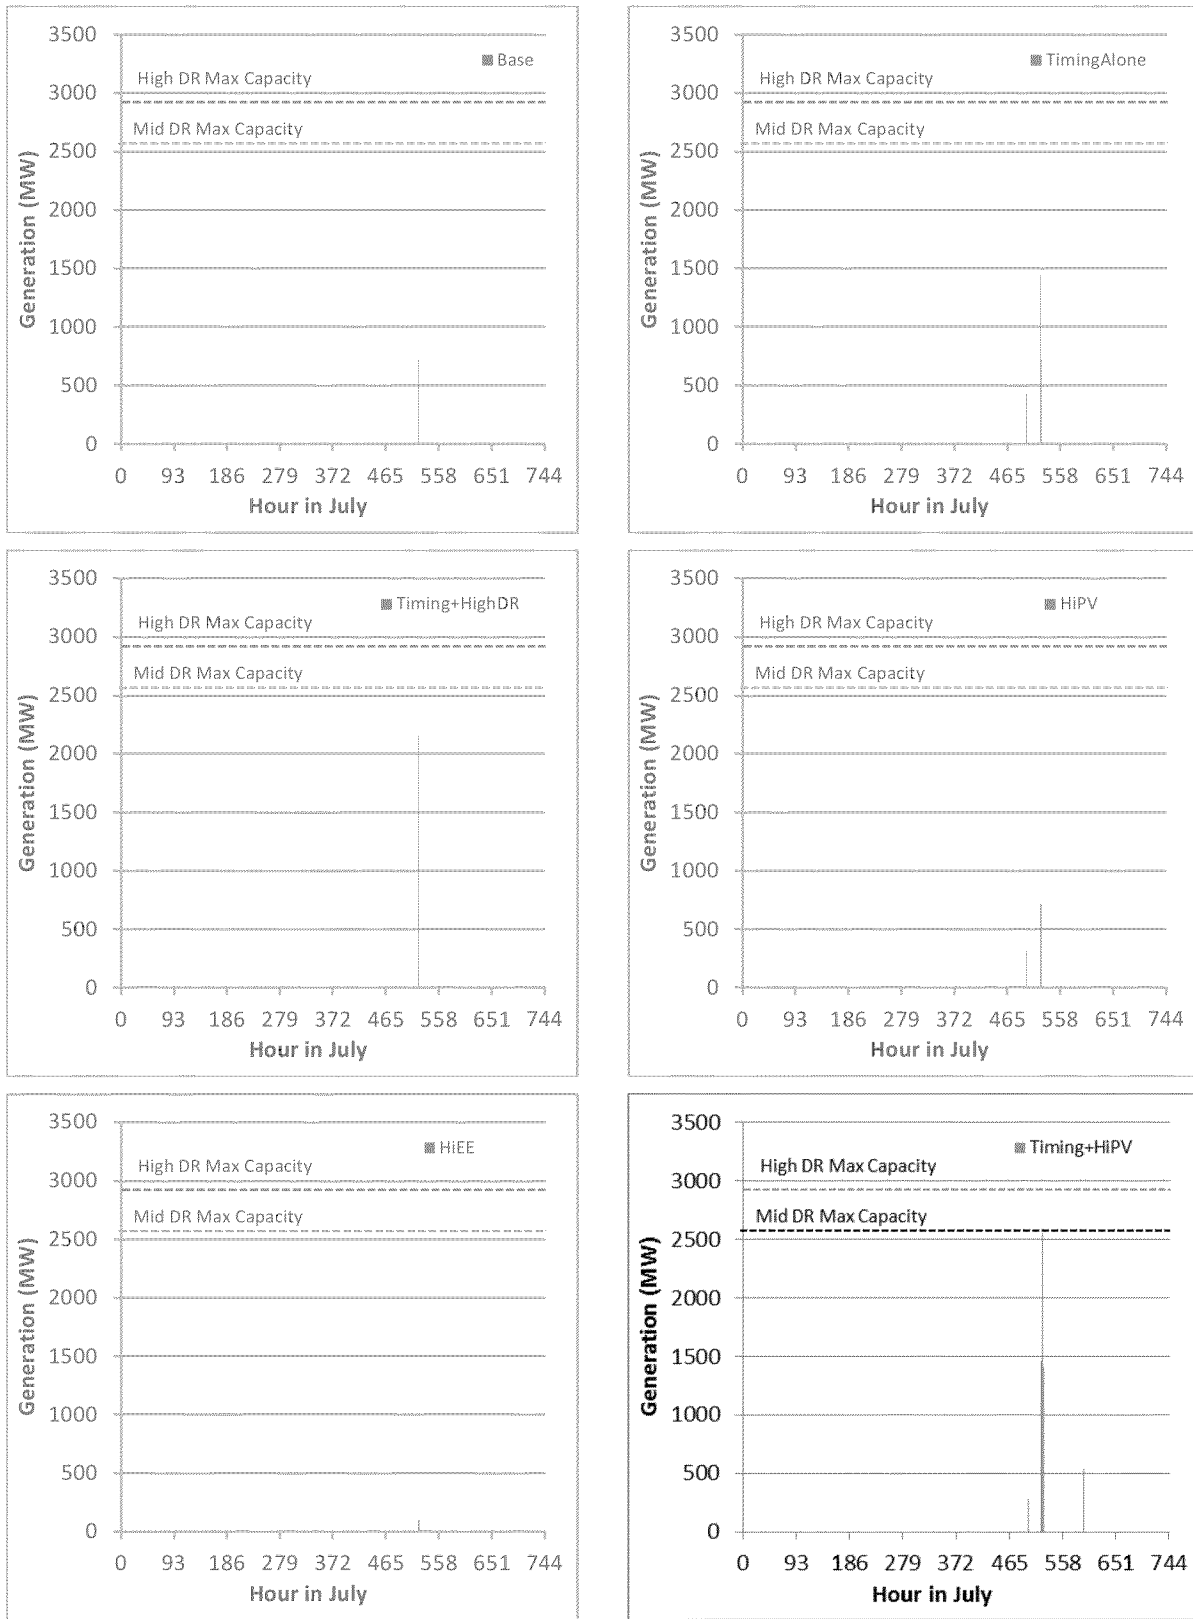 3500
Base
High DR Max Capacity
3000
Mid DR Max Capacity
2500
2000
1500
1000
500
0
Generation (MW)
0 93 186 279 372 465 558 651 744
Hour in July
3500
TimingAlone
High DR Max Capacity
3000
Mid DR Max Capacity
2500
2000
1500
1000
500
0
Generation (MW)
0 93 186 279 372 465 558 651 744
Hour in July
3500
Timing+HighDR
High DR Max Capacity
3000
Mid DR Max Capacity
2500
2000
1500
1000
500
0
Generation (MW)
0 93 186 279 372 465 558 651 744
Hour in July
3500
HiPV
High DR Max Capacity
3000
Mid DR Max Capacity
2500
2000
1500
1000
500
0
Generation (MW)
0 93 186 279 372 465 558 651 744
Hour in July
3500
HiEE
High DR Max Capacity
3000
Mid DR Max Capacity
2500
2000
1500
1000
500
0
Generation (MW)
0 93 186 279 372 465 558 651 744
Hour in July
3500
Timing+HiPV
High DR Max Capacity
3000
Mid DR Max Capacity
2500
2000
1500
1000
500
0
Generation (MW)
0 93 186 279 372 465 558 651 744
Hour in July